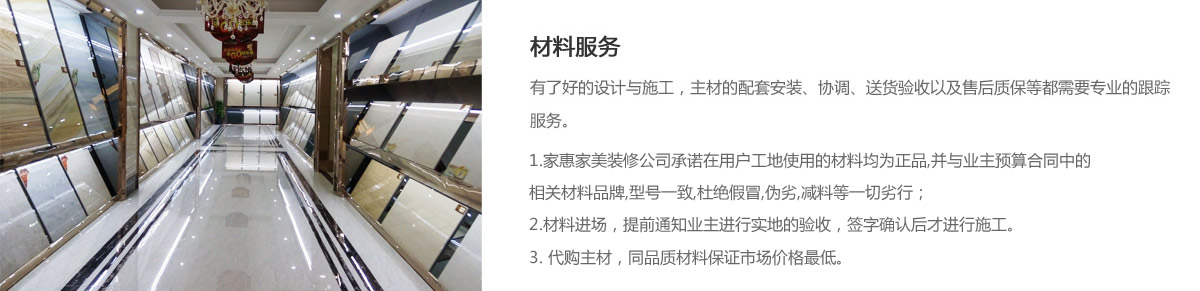 材料服务
有了好的设计与施工，主材的配套安装、协调、送货验收以及售后质保等都需要专业的跟踪
服务。
1.家惠家美装修公司承诺在用户工地使用的材料均为正品,并与业主预算合同中的
相关材料品牌,型号一致,杜绝假冒,伪劣,减料等一切劣行；
2.材料进场，提前通知业主进行实地的验收，签字确认后才进行施工。
3. 代购主材，同品质材料保证市场价格最低。